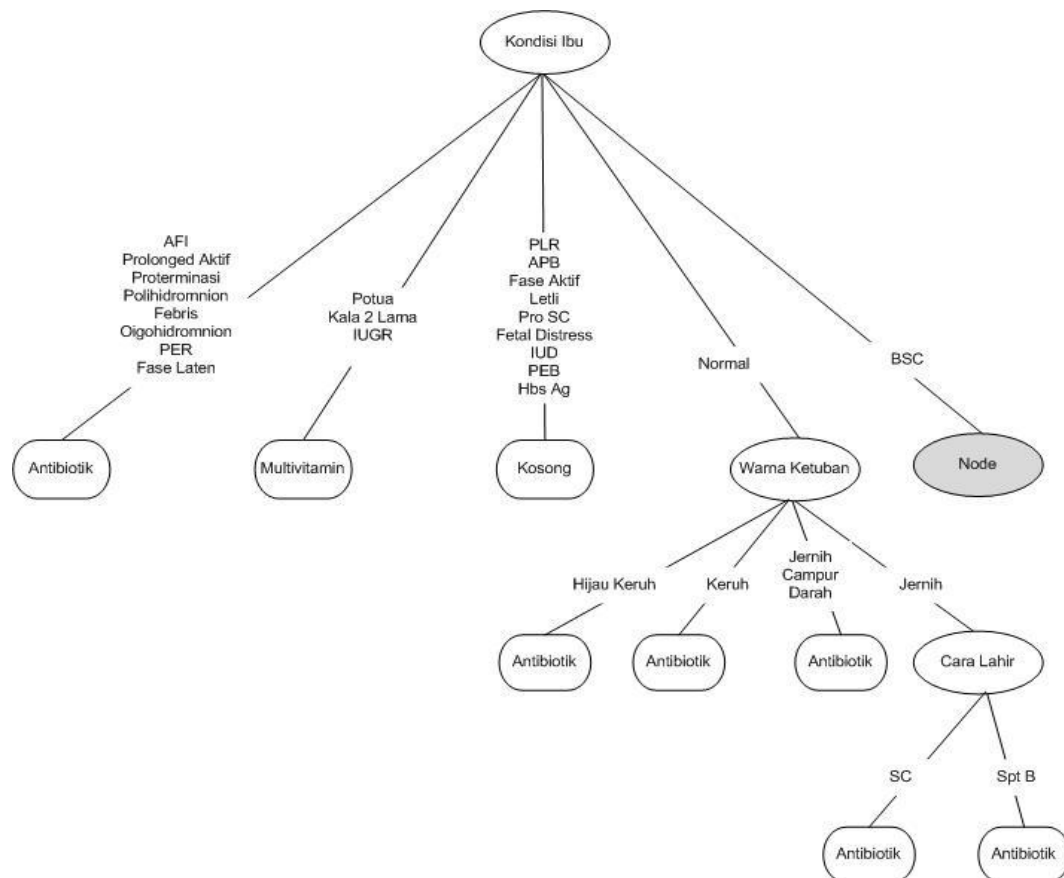 Kondisi Ibu
AFI
Prolonged Aktif
Proterminasi
Polihidromnion
Febris
Oigohidromnion
PER
Fase Laten
Potua
Kala 2 Lama
IUGR
PLR
APB
Fase Aktif
Letli
Pro SC
Fetal Distress
IUD
PEB
Hbs Ag
Normal
BSC
Antibiotik
Multivitamin
Kosong
Warna Ketuban
Node
Hijau Keruh
Keruh
Jernih
Campur
Darah
Jernih
Antibiotik
Antibiotik
Antibiotik
Cara Lahir
SC
Spt B
Antibiotik
Antibiotik